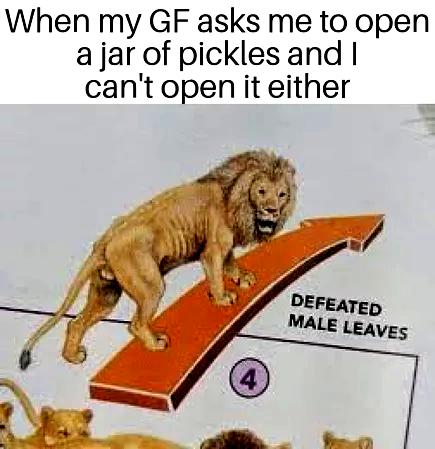 When my GF asks me to open
a jar of pickles and I
can't open it either
DEFEATED
MALE LEAVES
4